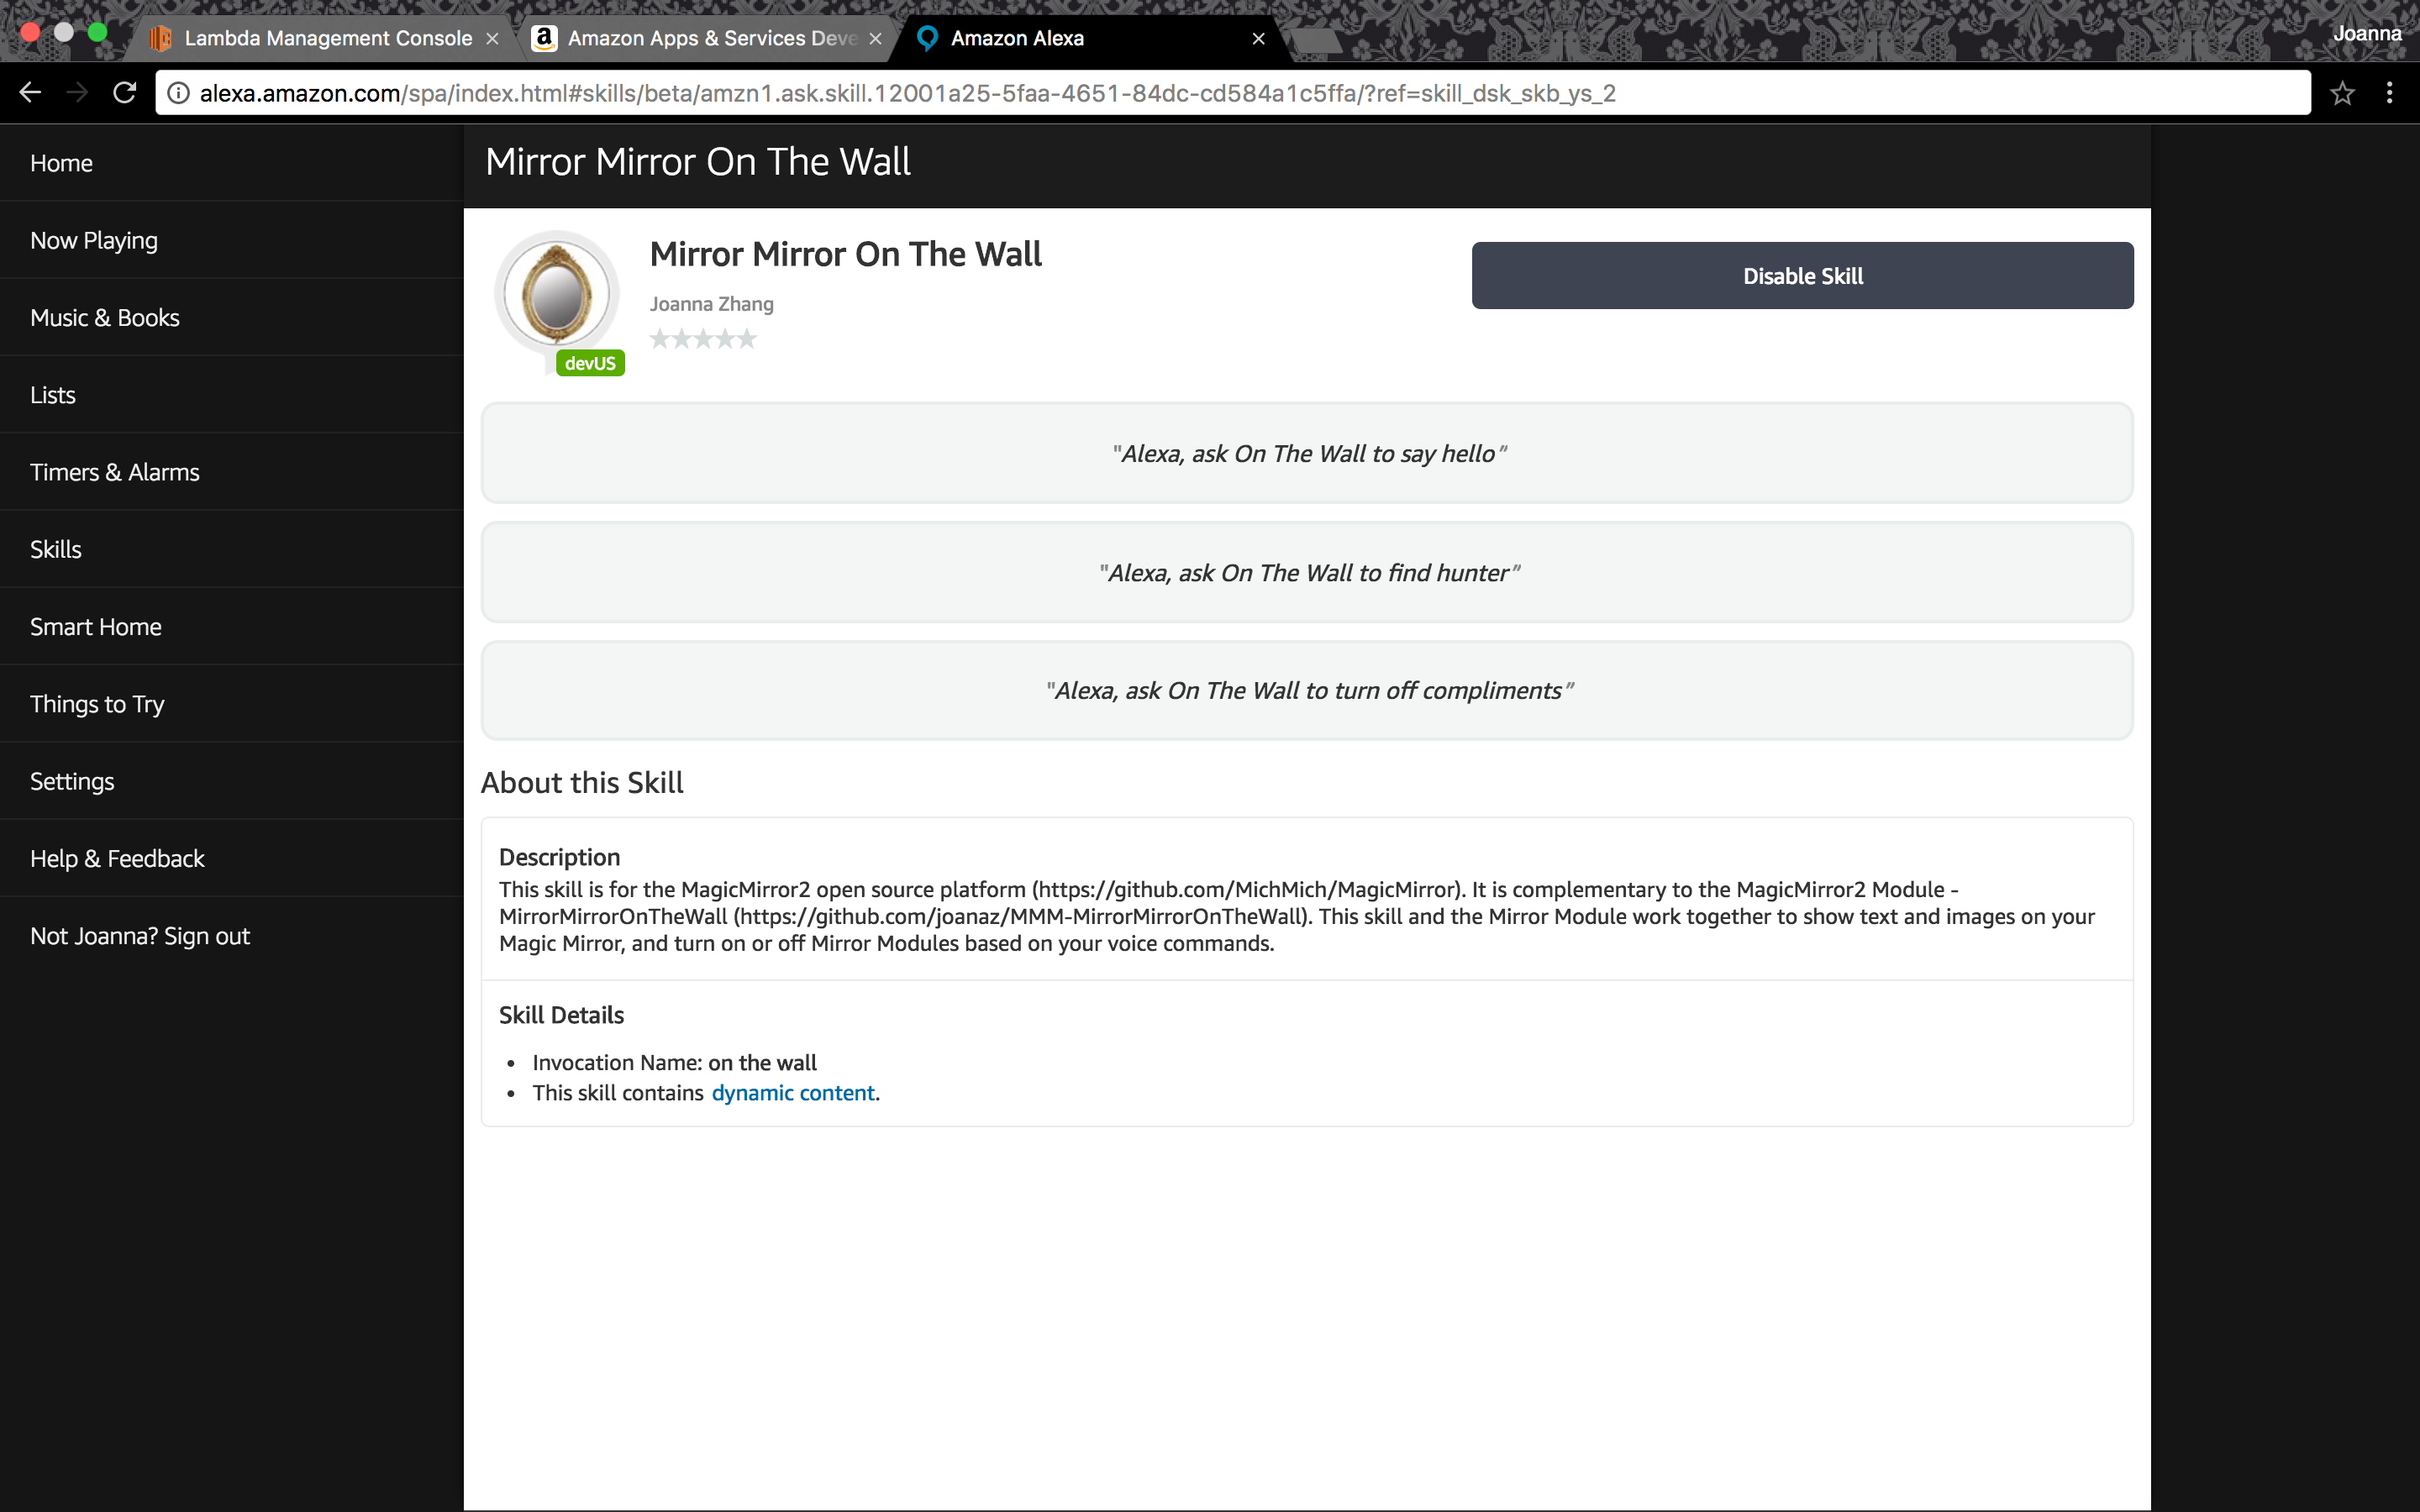 Lambda Management Console
Amazon Apps & Services Deve
Amazon Alexa
Joanna
alexa.amazon.com/spa/index.html#skills/beta/amzn1.ask.skill.12001a25-5faa-4651-84dc-cd584a1c5ffa/?ref=skill_dsk_skb_ys_2
Home
Now Playing
Music & Books
Lists
Timers & Alarms
Skills
Smart Home
Things to Try
Settings
Help & Feedback
Not Joanna? Sign out
Mirror Mirror On The Wall
Mirror Mirror On The Wall
Joanna Zhang
devUS
Disable Skill
"Alexa, ask On The Wall to say hello"
"Alexa, ask On The Wall to find hunter"
"Alexa, ask On The Wall to turn off compliments"
About this Skill
Description
This skill is for the MagicMirror2 open source platform (https://github.com/MichMich/MagicMirror). It is complementary to the MagicMirror2 Module -
MirrorMirrorOnTheWall (https://github.com/joanaz/MMM-MirrorMirrorOnTheWall). This skill and the Mirror Module work together to show text and images on your
Magic Mirror, and turn on or off Mirror Modules based on your voice commands.
Skill Details
• Invocation Name: on the wall
• This skill contains dynamic content.